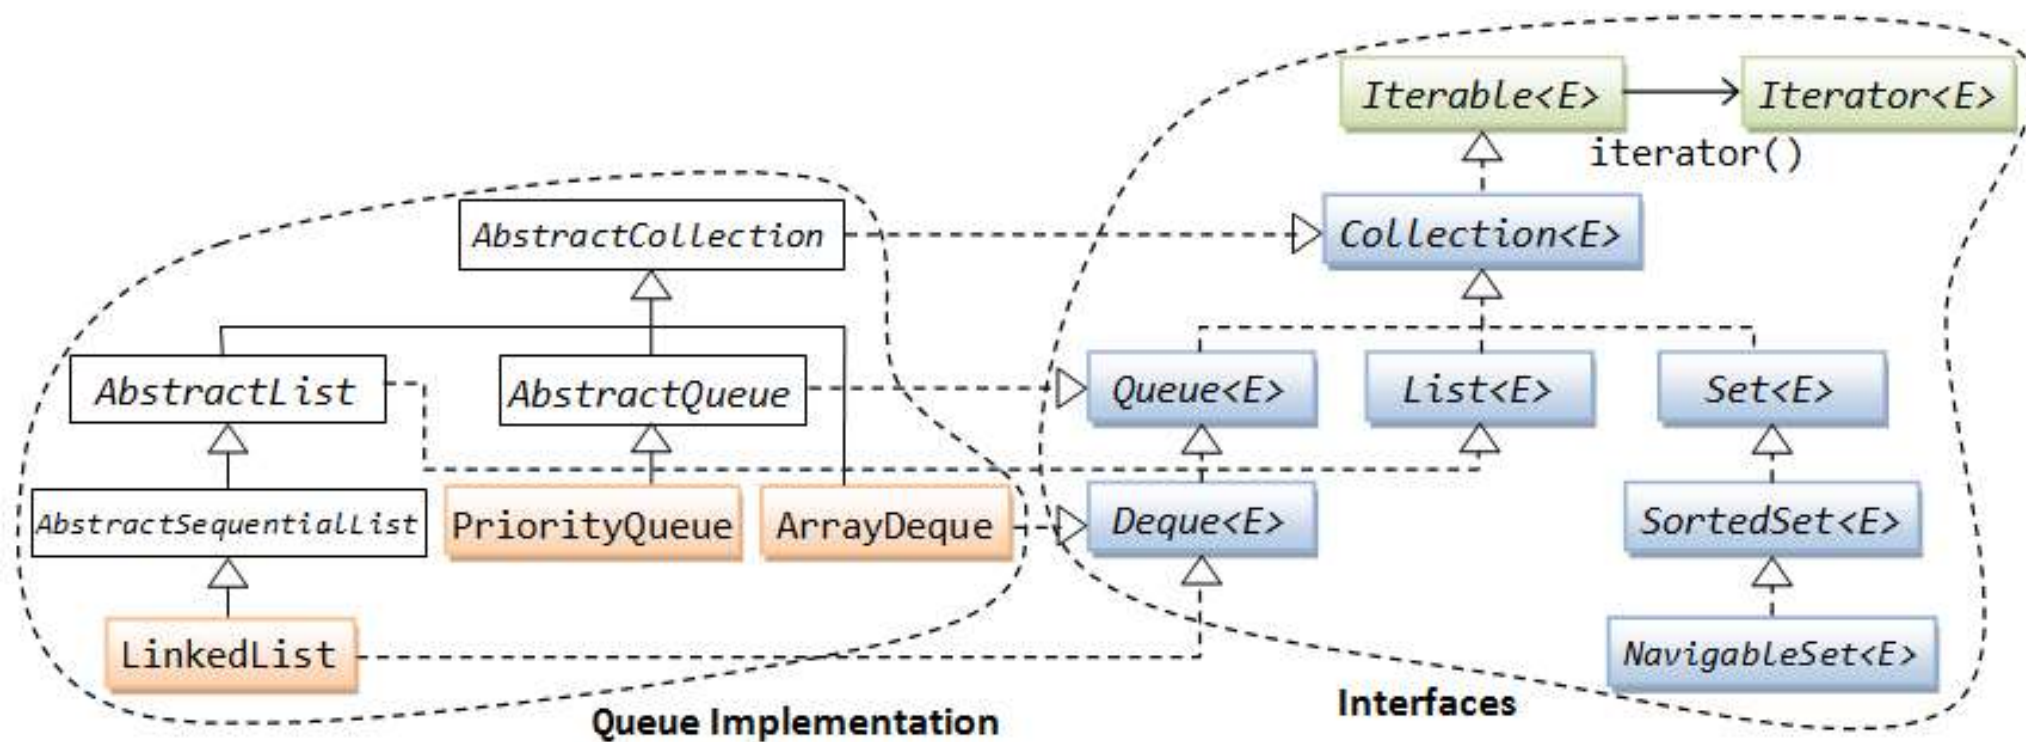 Iterable<E>
Iterator<E>
iterator()
AbstractCollection
Collection<E>
AbstractList
AbstractQueue
Queue<E>
List<E>
Set<E>
AbstractSequentialList
PriorityQueue
ArrayDeque
Deque<E>
SortedSet<E>
LinkedList
NavigableSet<E>
Queue Implementation
Interfaces